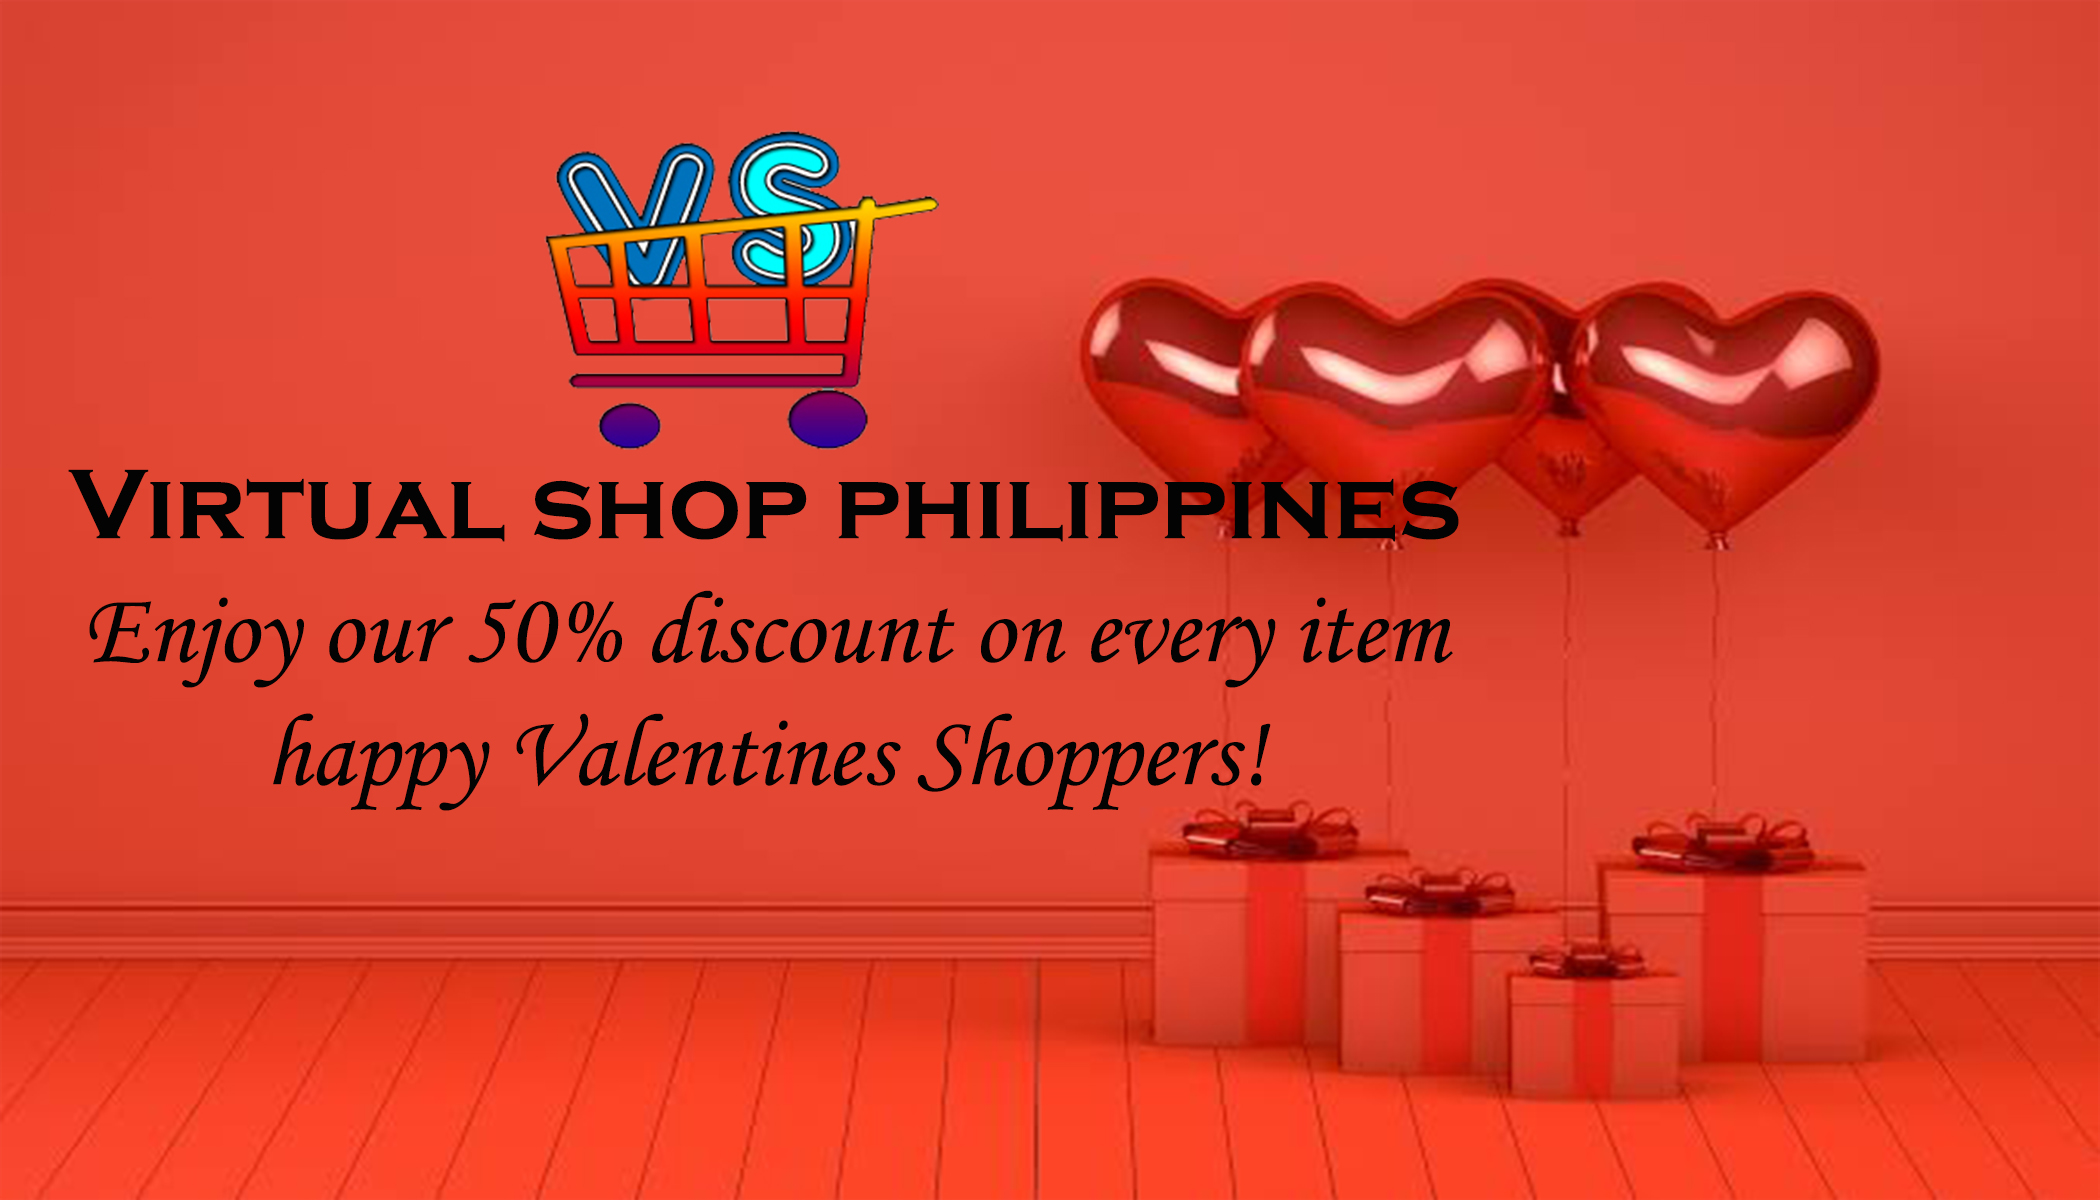 VS
VIRTUAL SHOP PHILIPPINES
Enjoy our 50% discount on every item
happy Valentines Shoppers!